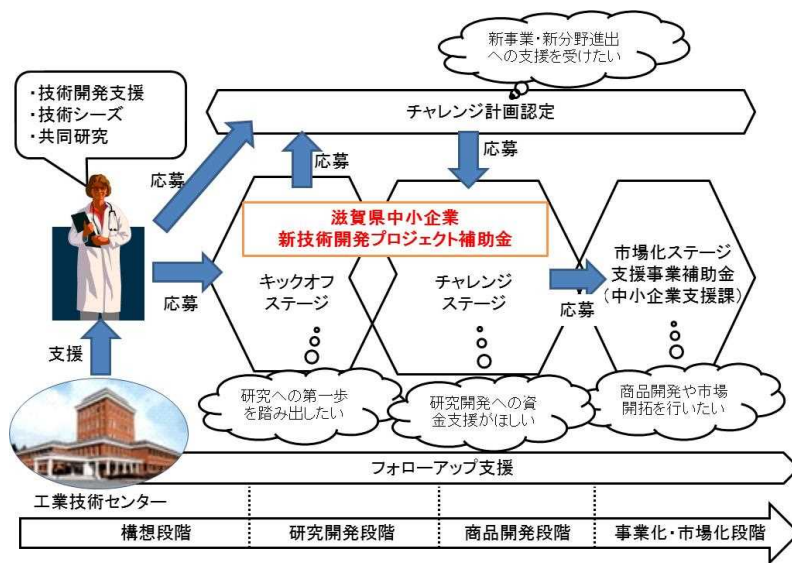 新事業・新分野進出
への支援を受けたい
・技術開発支援
・技術シーズ
・共同研究
チャレンジ計画認定
応募
応募
応募
滋賀県中小企業
新技術開発プロジェクト補助金
キックオフ
ステージ
チャレンジ
ステージ
市場化ステージ
支援事業補助金
(中小企業支援課)
応募
応募
支援
研究への第一歩
を踏み出したい
研究開発への資
金支援がほしい
商品開発や市場
開拓を行いたい
フォローアップ支援
工業技術センター
構想段階
研究開発段階
商品開発段階
事業化・市場化段階